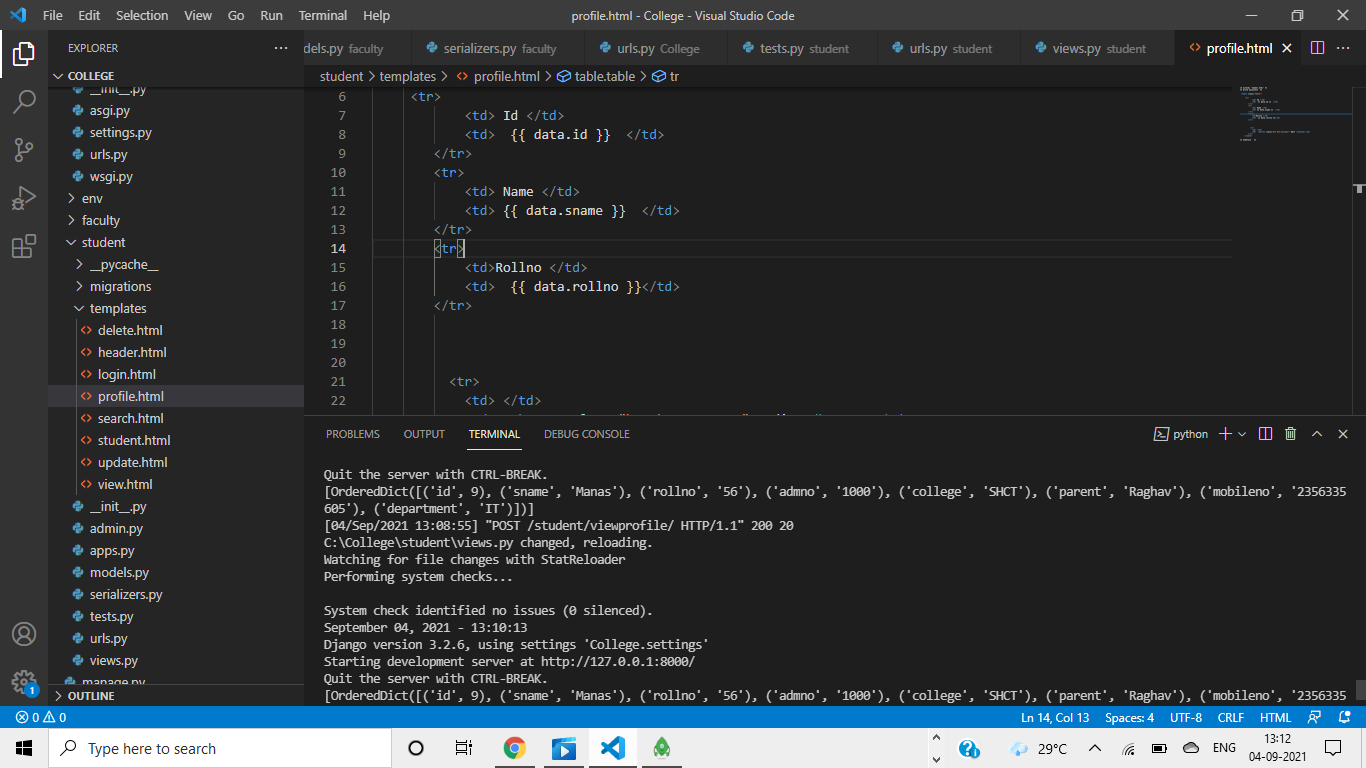 File Edit Selection View Go Run Terminal Help
profile.html - College - Visual Studio Code
EXPLORER
dels.py faculty
serializers.py faculty
urls.py College
tests.py student
urls.py student
views.py student
profile.html
COLLEGE
student > templates > profile.html > table.table > tr
__init__.py
asgi.py
settings.py
urls.py
wsgi.py
env
faculty
student
__pycache__
migrations
templates
delete.html
header.html
login.html
profile.html
search.html
student.html
update.html
view.html
__init__.py
admin.py
apps.py
models.py
serializers.py
tests.py
urls.py
views.py
manage.py
OUTLINE
6 <tr>
7 <td> Id </td>
8 <td> {{ data.id }} </td>
9 </tr>
10 <tr>
11 <td> Name </td>
12 <td> {{ data.sname }} </td>
13 </tr>
14 <tr>
15 <td>Rollno </td>
16 <td> {{ data.rollno }}</td>
17 </tr>
18
19
20
21 <tr>
22 <td> </td>
PROBLEMS OUTPUT TERMINAL DEBUG CONSOLE
python
Quit the server with CTRL-BREAK.
[OrderedDict([('id', 9), ('sname', 'Manas'), ('rollno', '56'), ('admno', '1000'), ('college', 'SHCT'), ('parent', 'Raghav'), ('mobileno', '2356335
605'), ('department', 'IT')])]
[04/Sep/2021 13:08:55] "POST /student/viewprofile/ HTTP/1.1" 200 20
C:\College\student\views.py changed, reloading.
Watching for file changes with StatReloader
Performing system checks...
System check identified no issues (0 silenced).
September 04, 2021 - 13:10:13
Django version 3.2.6, using settings 'College.settings'
Starting development server at http://127.0.0.1:8000/
Quit the server with CTRL-BREAK.
[OrderedDict([('id', 9), ('sname', 'Manas'), ('rollno', '56'), ('admno', '1000'), ('college', 'SHCT'), ('parent', 'Raghav'), ('mobileno', '2356335
1
0 0
Ln 14, Col 13 Spaces: 4 UTF-8 CRLF HTML
Type here to search
29°C
ENG
13:12
04-09-2021